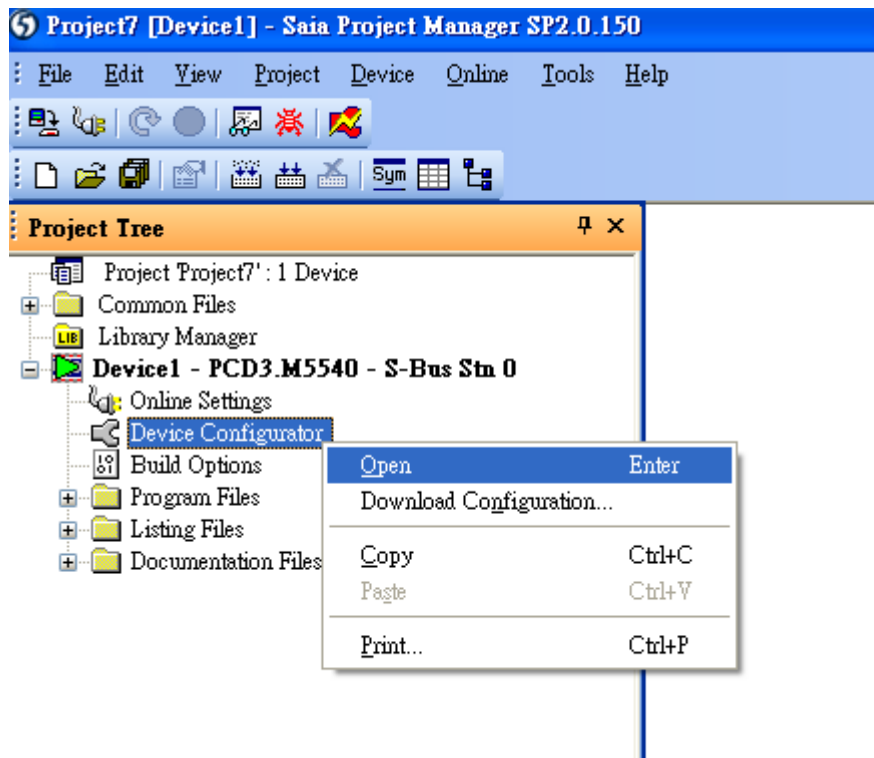 Project7 [Device1] - Saia Project Manager SP2.0.150
File Edit View Project Device Online Tools Help
Sym
Project Tree
Project 'Project7': 1 Device
Common Files
LIB Library Manager
Device1 - PCD3.M5540 - S-Bus Stn 0
Online Settings
Device Configurator
Build Options
Program Files
Listing Files
Documentation Files
Open Enter
Download Configuration...
Copy Ctrl+C
Paste Ctrl+V
Print... Ctrl+P